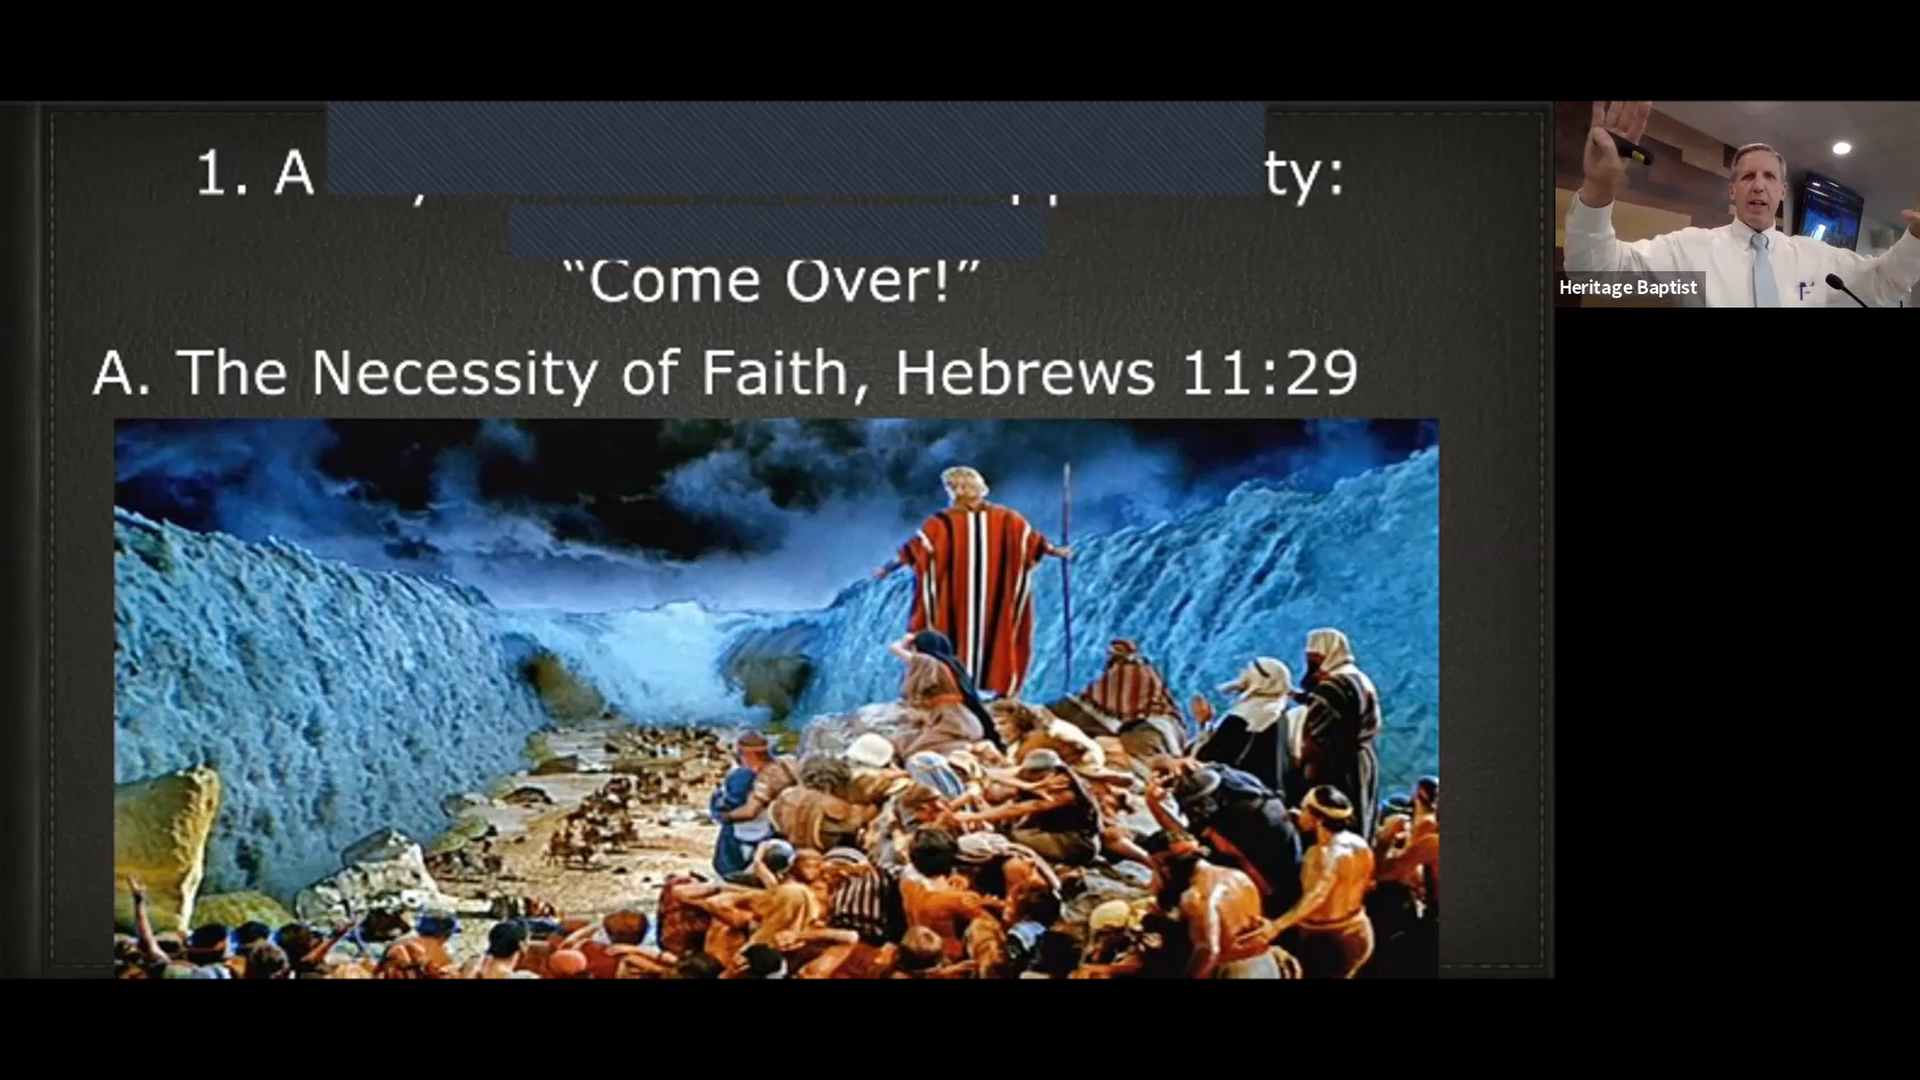 1. A ty:
“Come Over!”
A. The Necessity of Faith, Hebrews 11:29
Heritage Baptist